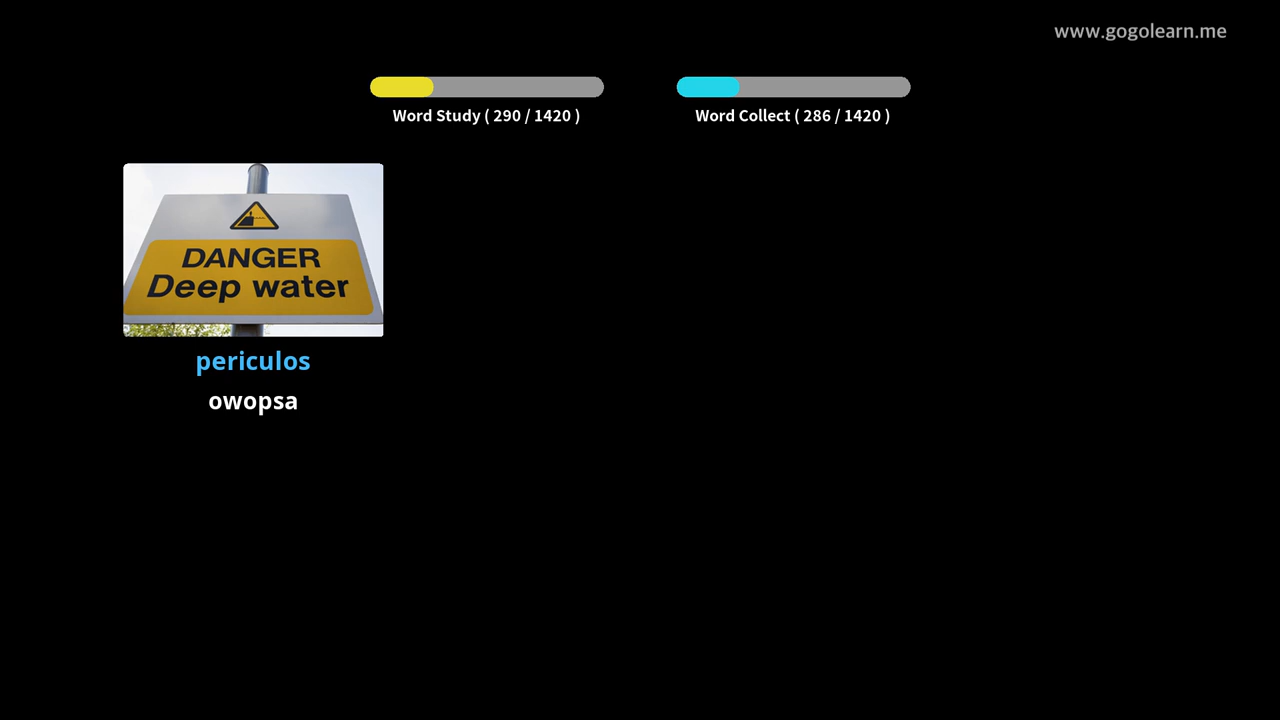 www.gogolearn.me
Word Study ( 290 / 1420 )
Word Collect ( 286 / 1420 )
DANGER
Deep water
periculos
owopsa